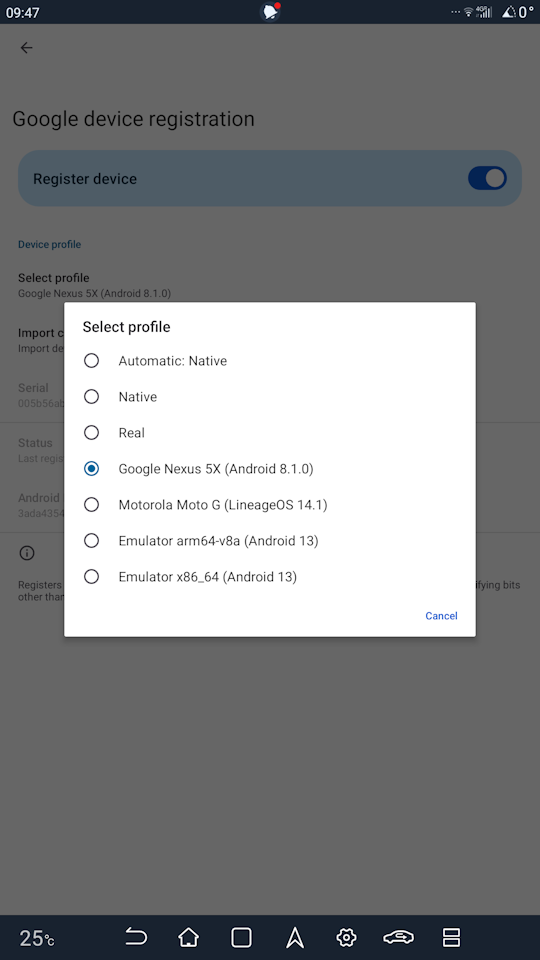 09:47
4G 0°
Google device registration
Register device
Device profile
Select profile
Google Nexus 5X (Android 8.1.0)
Import c
Import de
Serial
005b56ab
Status
Last regist
Android
3ada4354
Registers ifying bits
other than
Select profile
Automatic: Native
Native
Real
Google Nexus 5X (Android 8.1.0)
Motorola Moto G (LineageOS 14.1)
Emulator arm64-v8a (Android 13)
Emulator x86_64 (Android 13)
Cancel
25°C